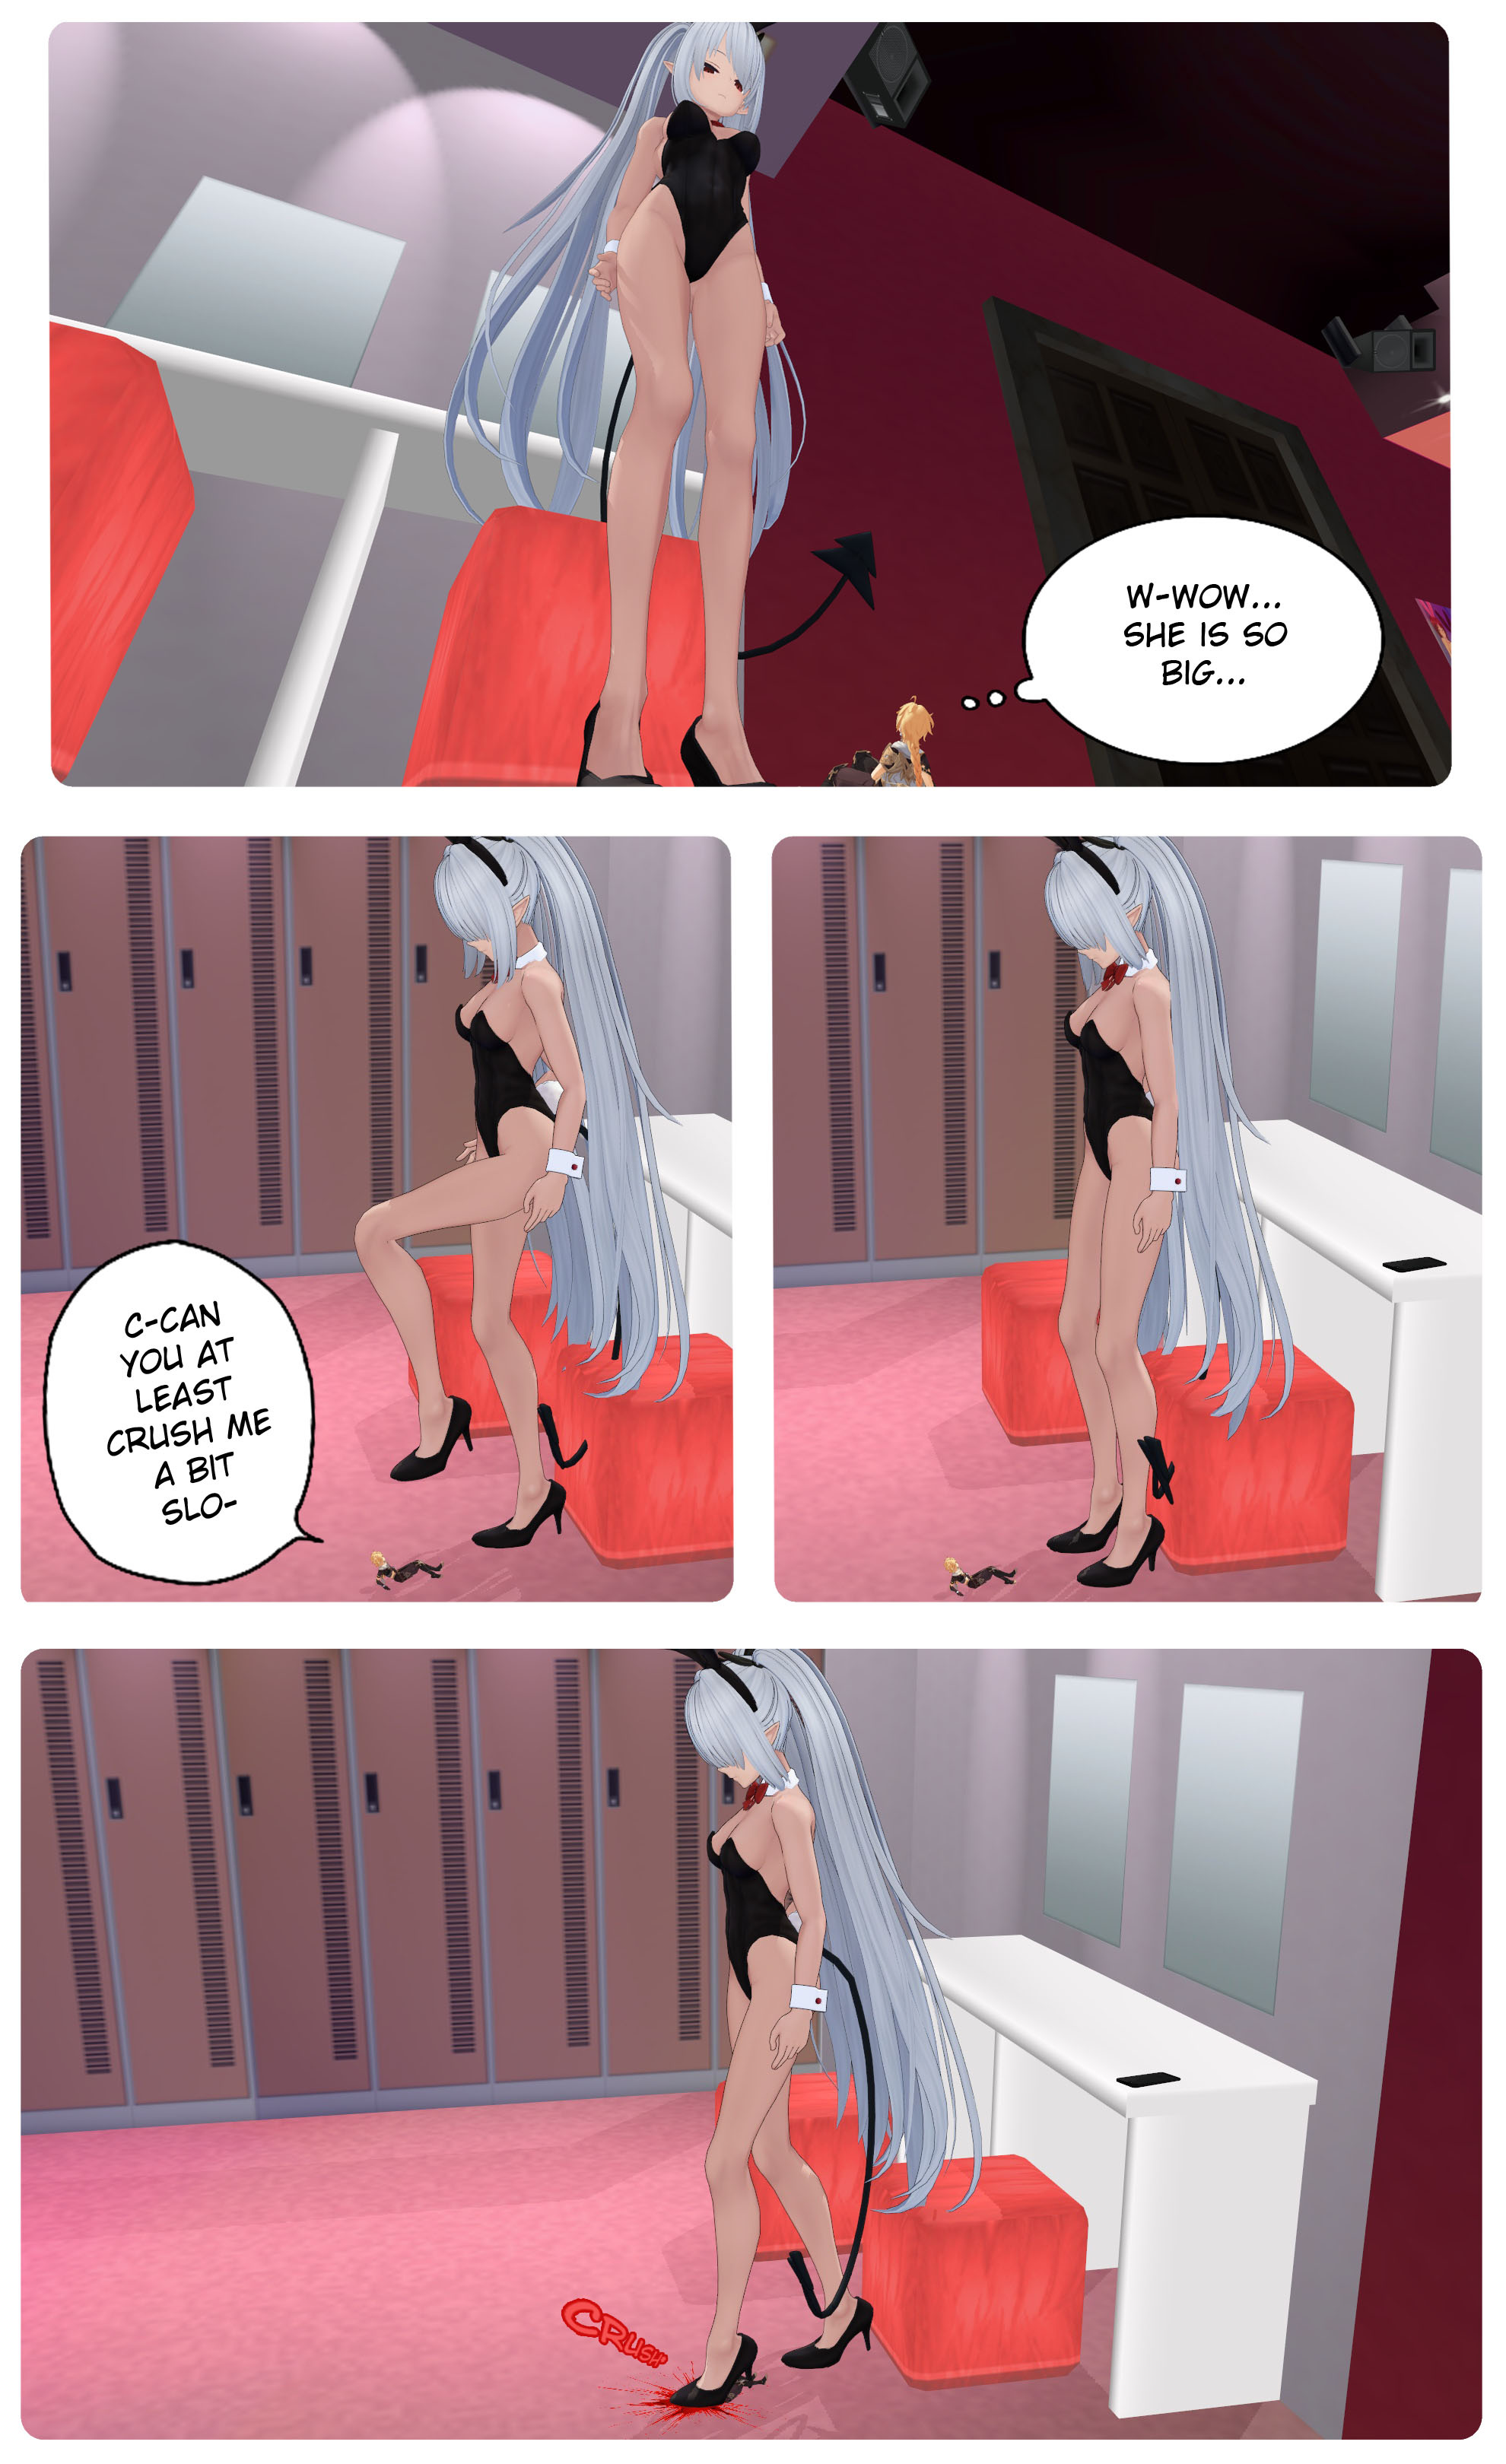 W-WOW...
SHE IS SO
BIG...
C-CAN
YOU AT
LEAST
CRUSH ME
A BIT
SLO-
CRUSH